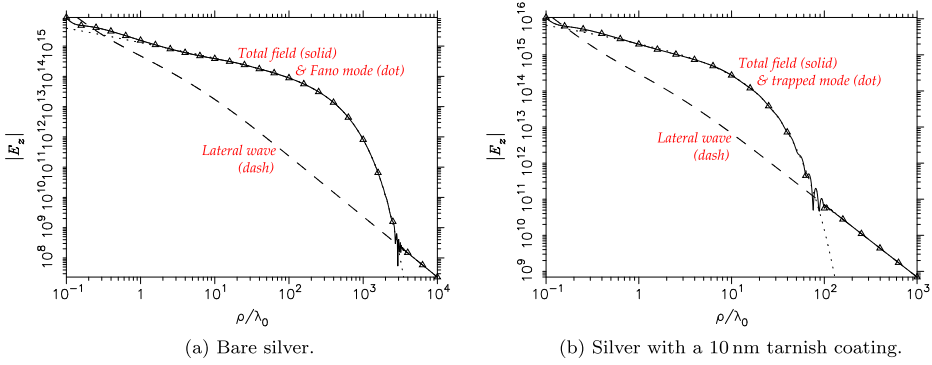 10^15
10^14
10^13
10^12
10^11
10^10
10^9
10^8
|E_z|
Total field (solid)
& Fano mode (dot)
Lateral wave
(dash)
10^−1
1
10
10^2
10^3
10^4
ρ/λ_0
(a) Bare silver.
10^16
10^15
10^14
10^13
10^12
10^11
10^10
10^9
|E_z|
Total field (solid)
& trapped mode (dot)
Lateral wave
(dash)
10^−1
1
10
10^2
10^3
ρ/λ_0
(b) Silver with a 10 nm tarnish coating.